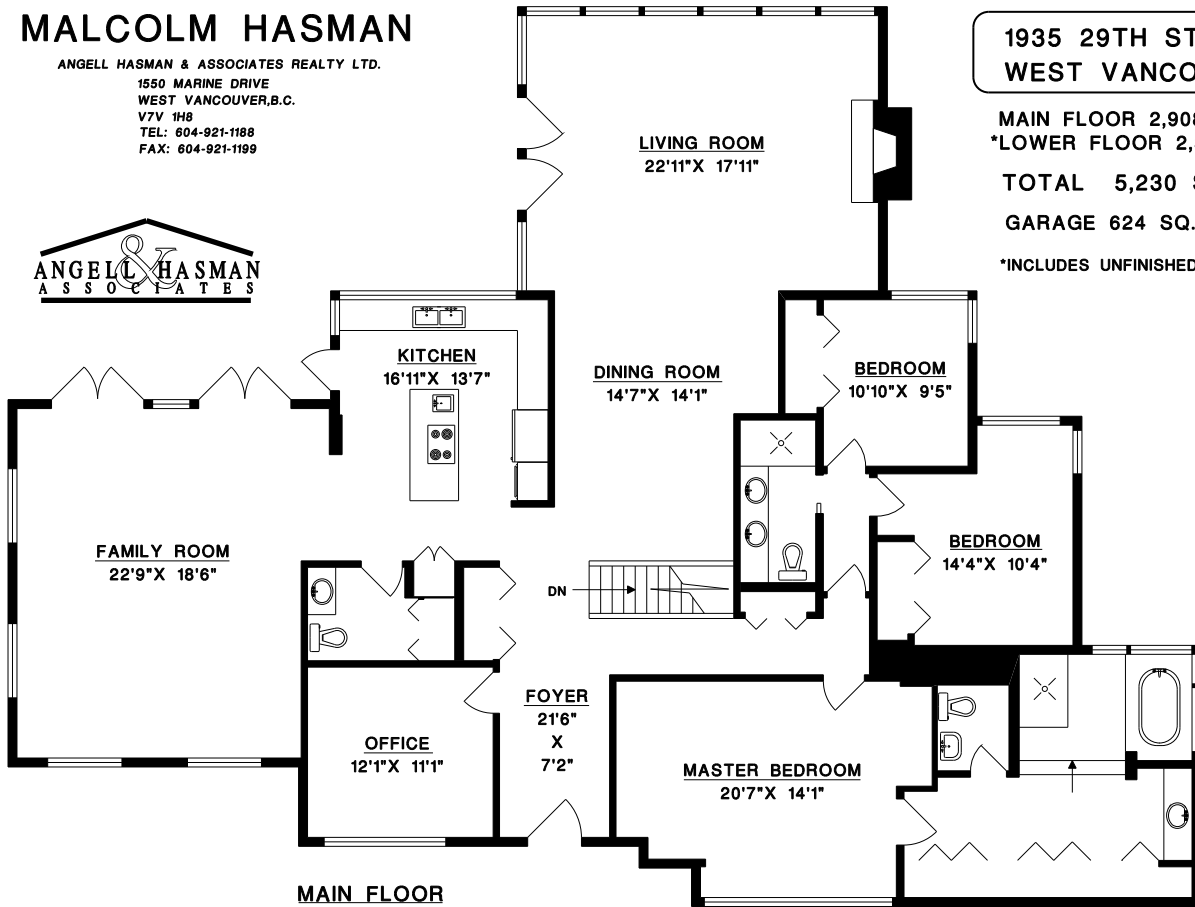 MALCOLM HASMAN
ANGELL HASMAN & ASSOCIATES REALTY LTD.
1550 MARINE DRIVE
WEST VANCOUVER,B.C.
V7V 1H8
TEL: 604-921-1188
FAX: 604-921-1199
ANGELL & HASMAN
ASSOCIATES
1935 29TH ST
WEST VANCO
MAIN FLOOR 2,908
*LOWER FLOOR 2,
TOTAL 5,230
GARAGE 624 SQ.
*INCLUDES UNFINISHED
LIVING ROOM
22'11"X 17'11"
KITCHEN
16'11"X 13'7"
DINING ROOM
14'7"X 14'1"
BEDROOM
10'10"X 9'5"
FAMILY ROOM
22'9"X 18'6"
BEDROOM
14'4"X 10'4"
DN
FOYER
21'6"
X
7'2"
OFFICE
12'1"X 11'1"
MASTER BEDROOM
20'7"X 14'1"
MAIN FLOOR